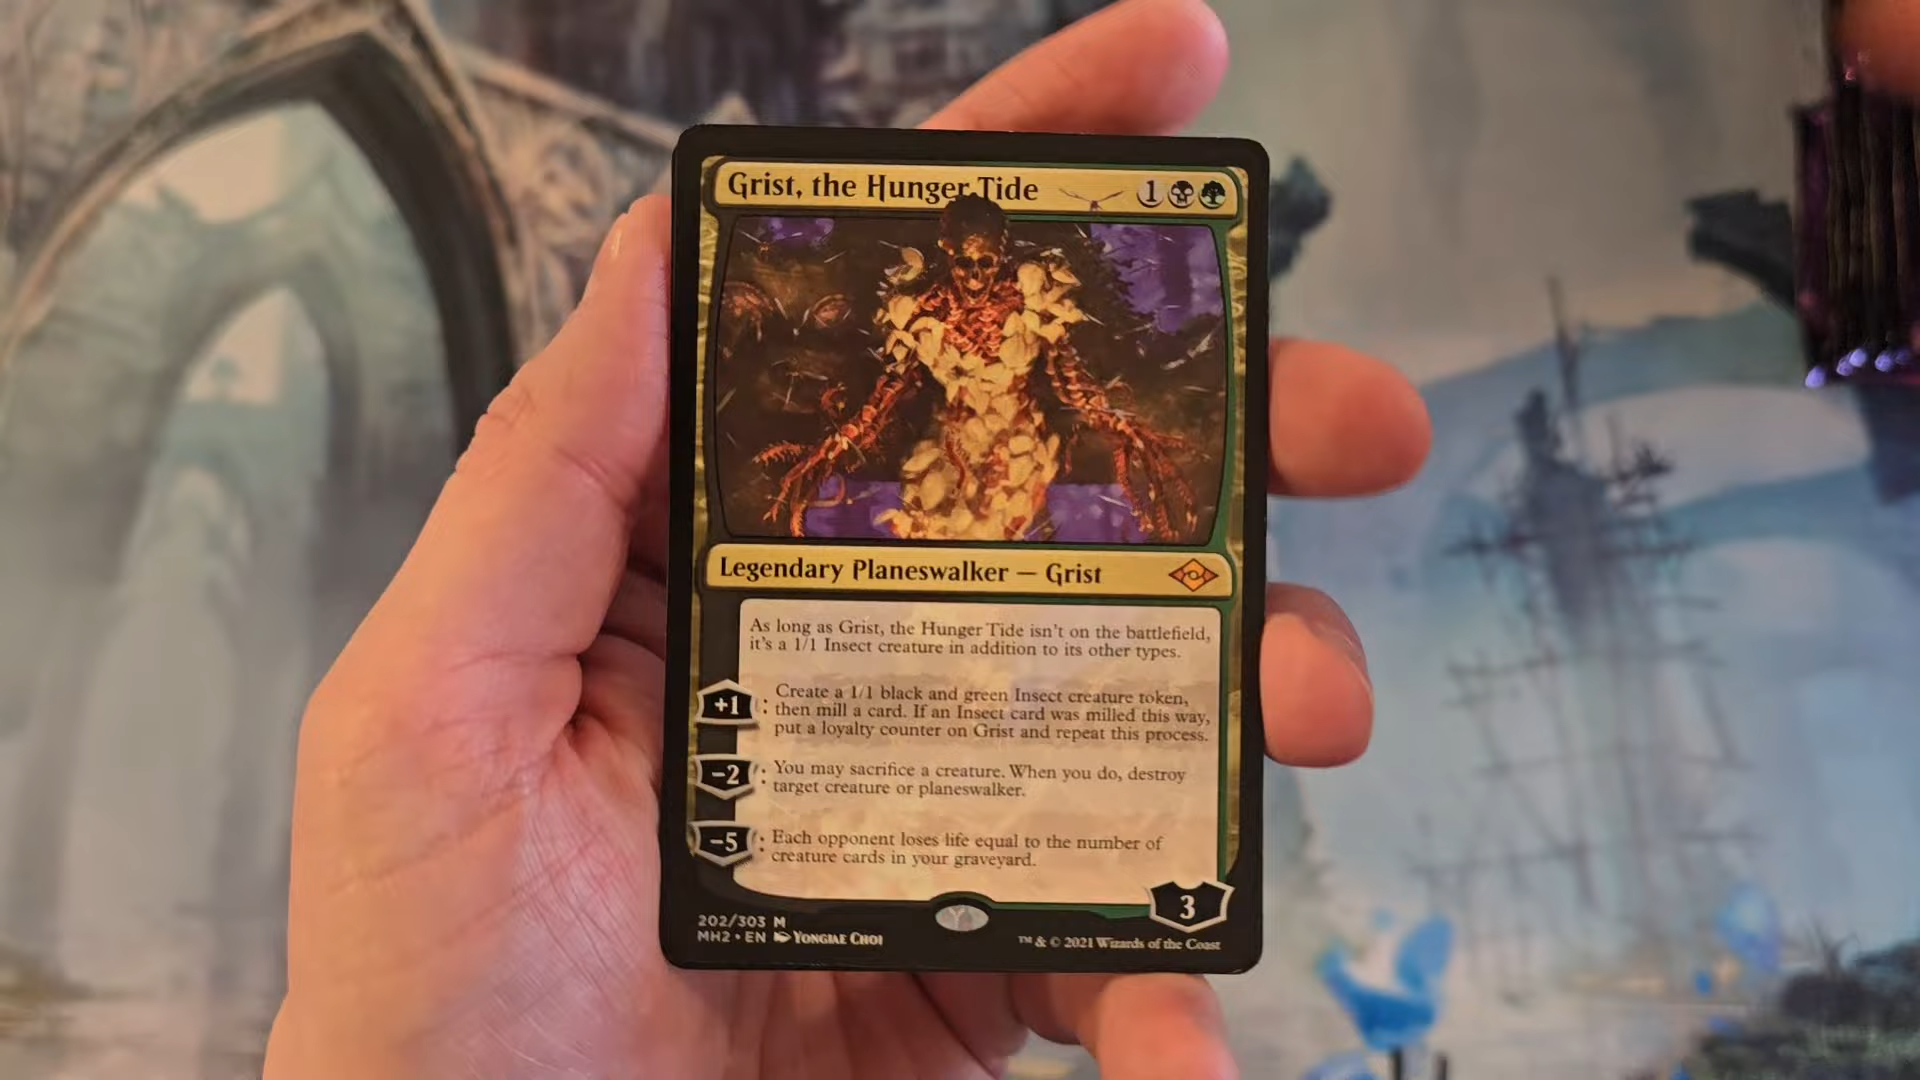 Grist, the Hunger Tide 1
Legendary Planeswalker — Grist
As long as Grist, the Hunger Tide isn't on the battlefield,
it's a 1/1 Insect creature in addition to its other types.
+1: Create a 1/1 black and green Insect creature token,
then mill a card. If an Insect card was milled this way,
put a loyalty counter on Grist and repeat this process.
−2: You may sacrifice a creature. When you do, destroy
target creature or planeswalker.
−5: Each opponent loses life equal to the number of
creature cards in your graveyard.
3
202/303 M
MH2 • EN Yongjae Choi
™ & © 2021 Wizards of the Coast